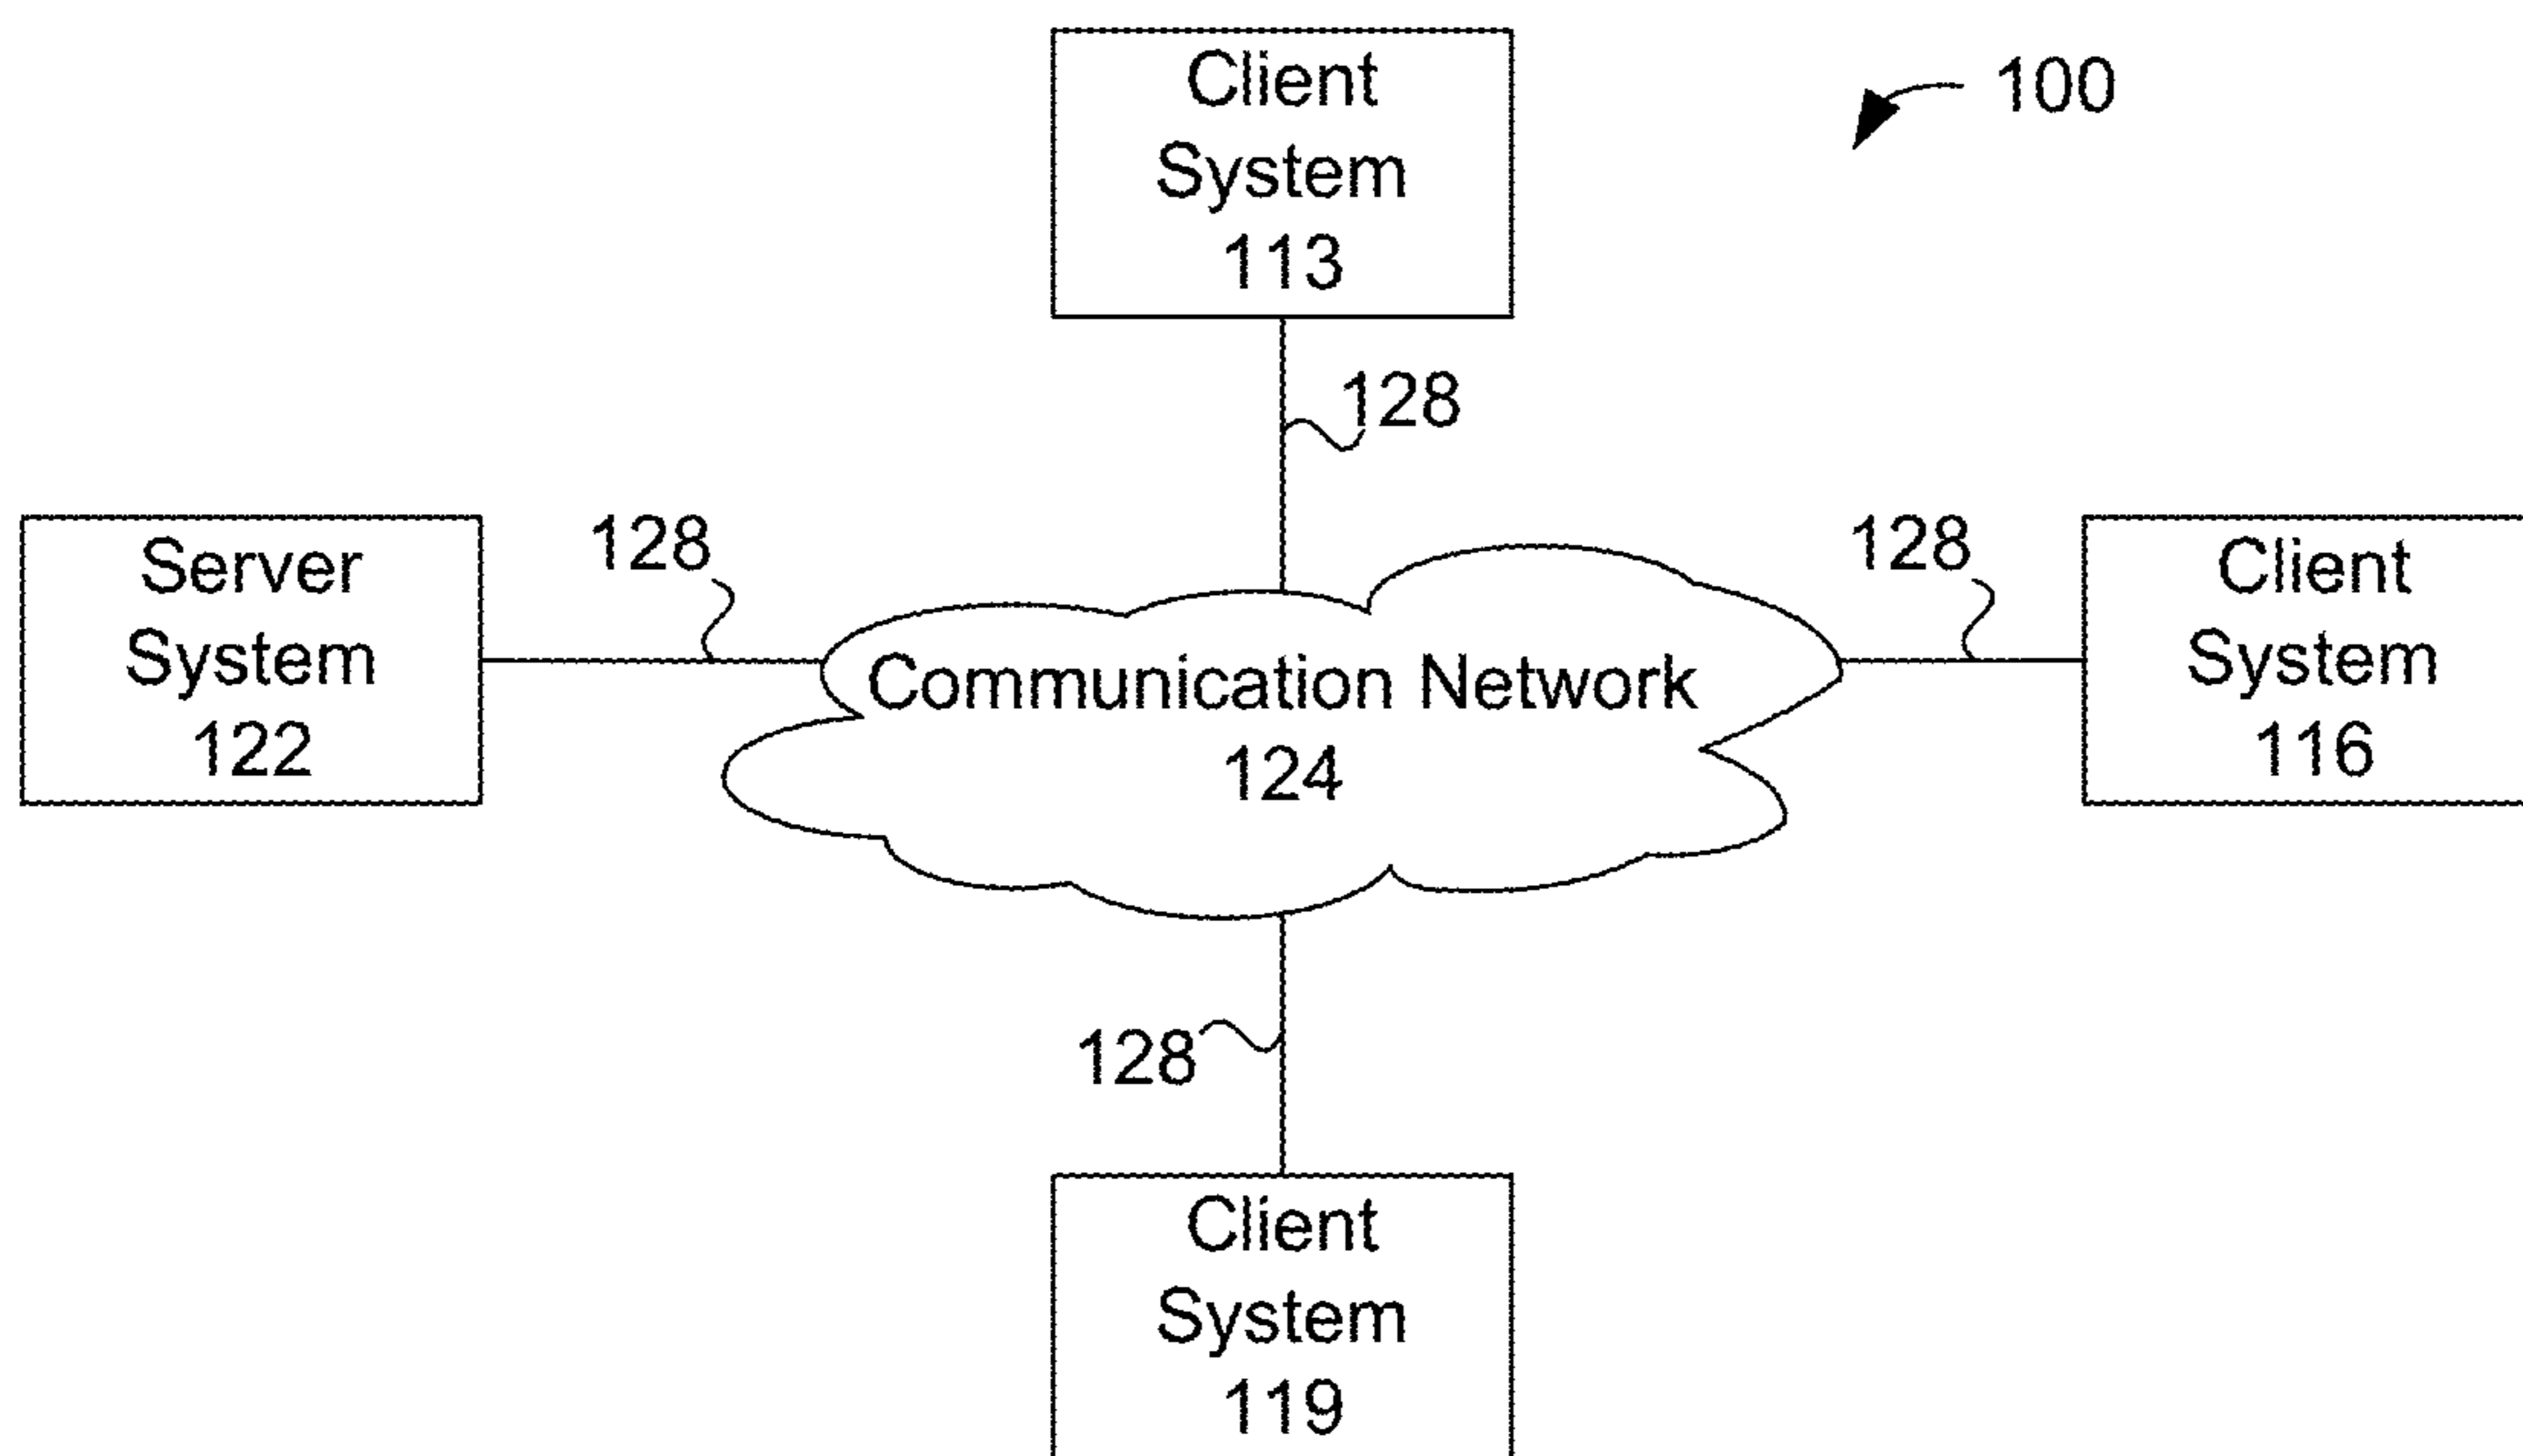 Client
System
113
100
128
Server
System
122
128
128
Client
System
116
Communication Network
124
128
Client
System
119